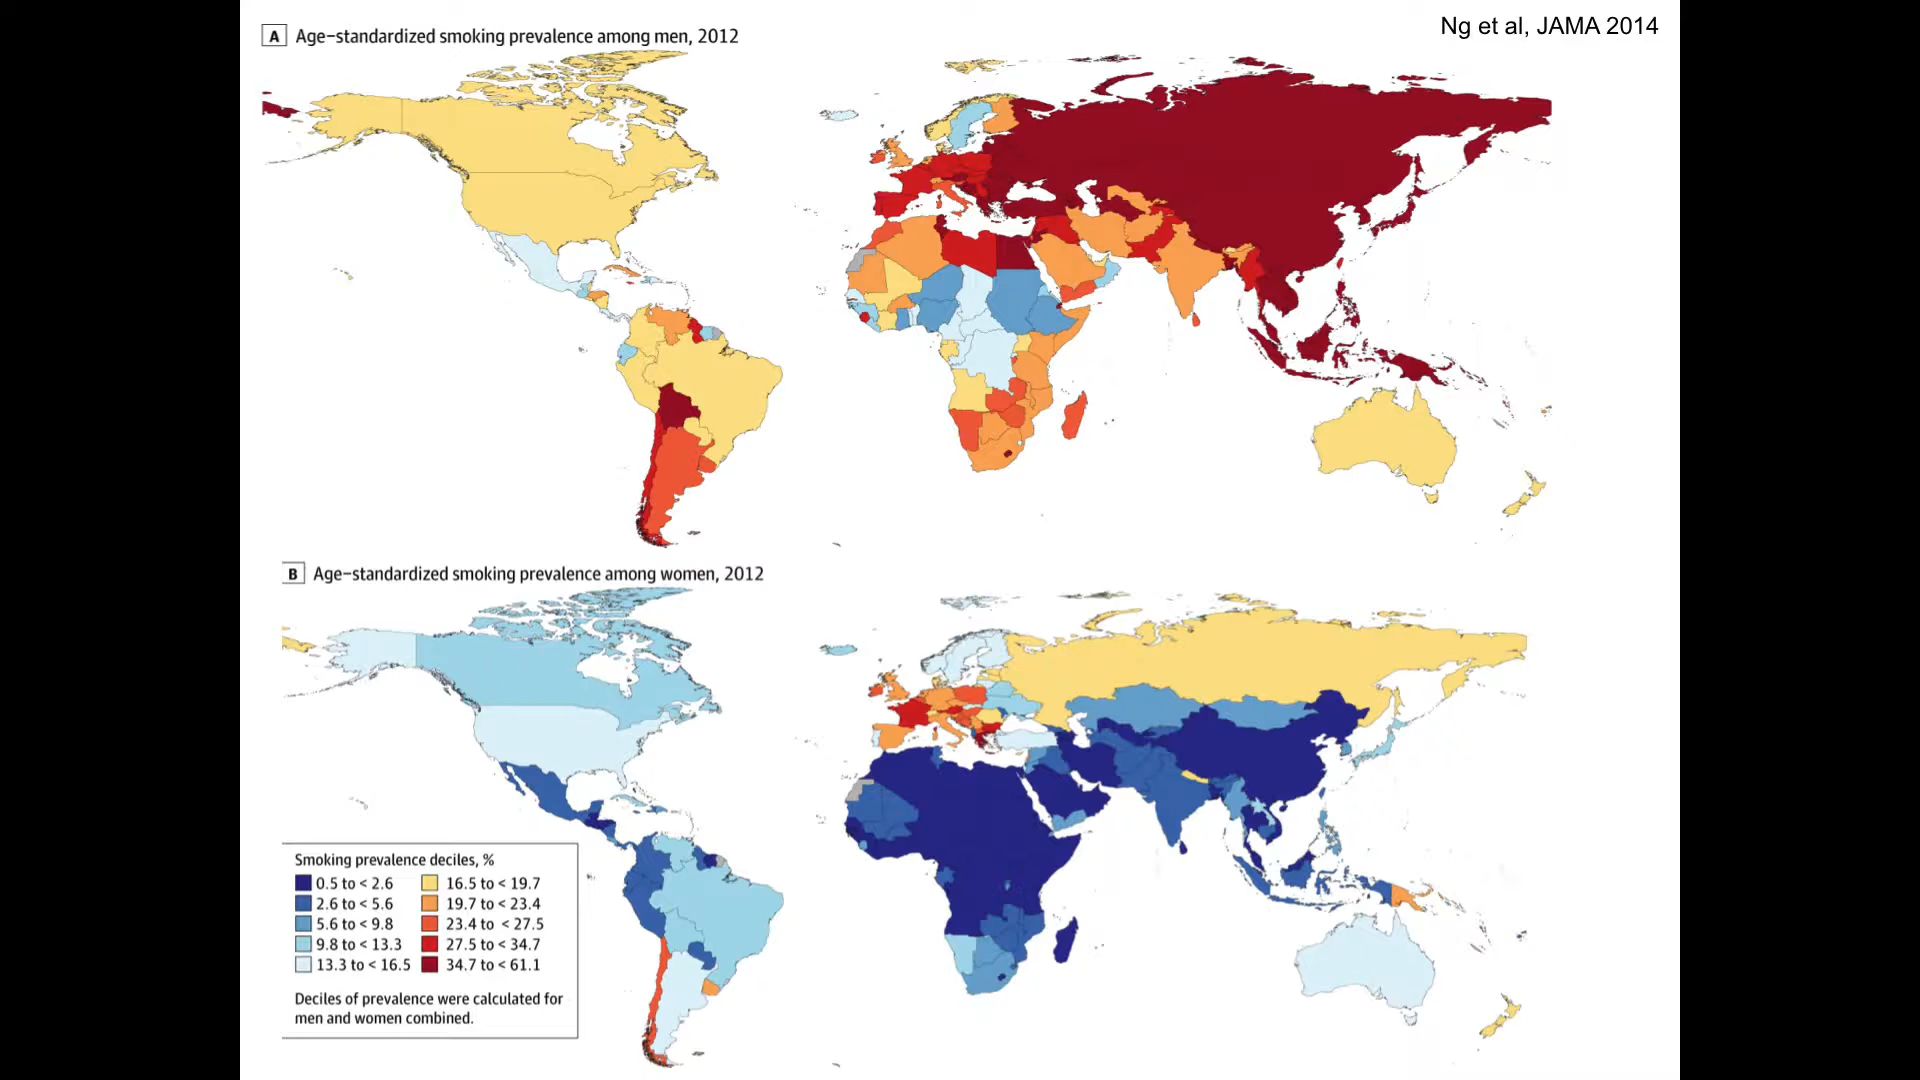 Ng et al, JAMA 2014
A Age-standardized smoking prevalence among men, 2012
B Age-standardized smoking prevalence among women, 2012
Smoking prevalence deciles, %
0.5 to < 2.6 16.5 to < 19.7
2.6 to < 5.6 19.7 to < 23.4
5.6 to < 9.8 23.4 to < 27.5
9.8 to < 13.3 27.5 to < 34.7
13.3 to < 16.5 34.7 to < 61.1
Deciles of prevalence were calculated for
men and women combined.